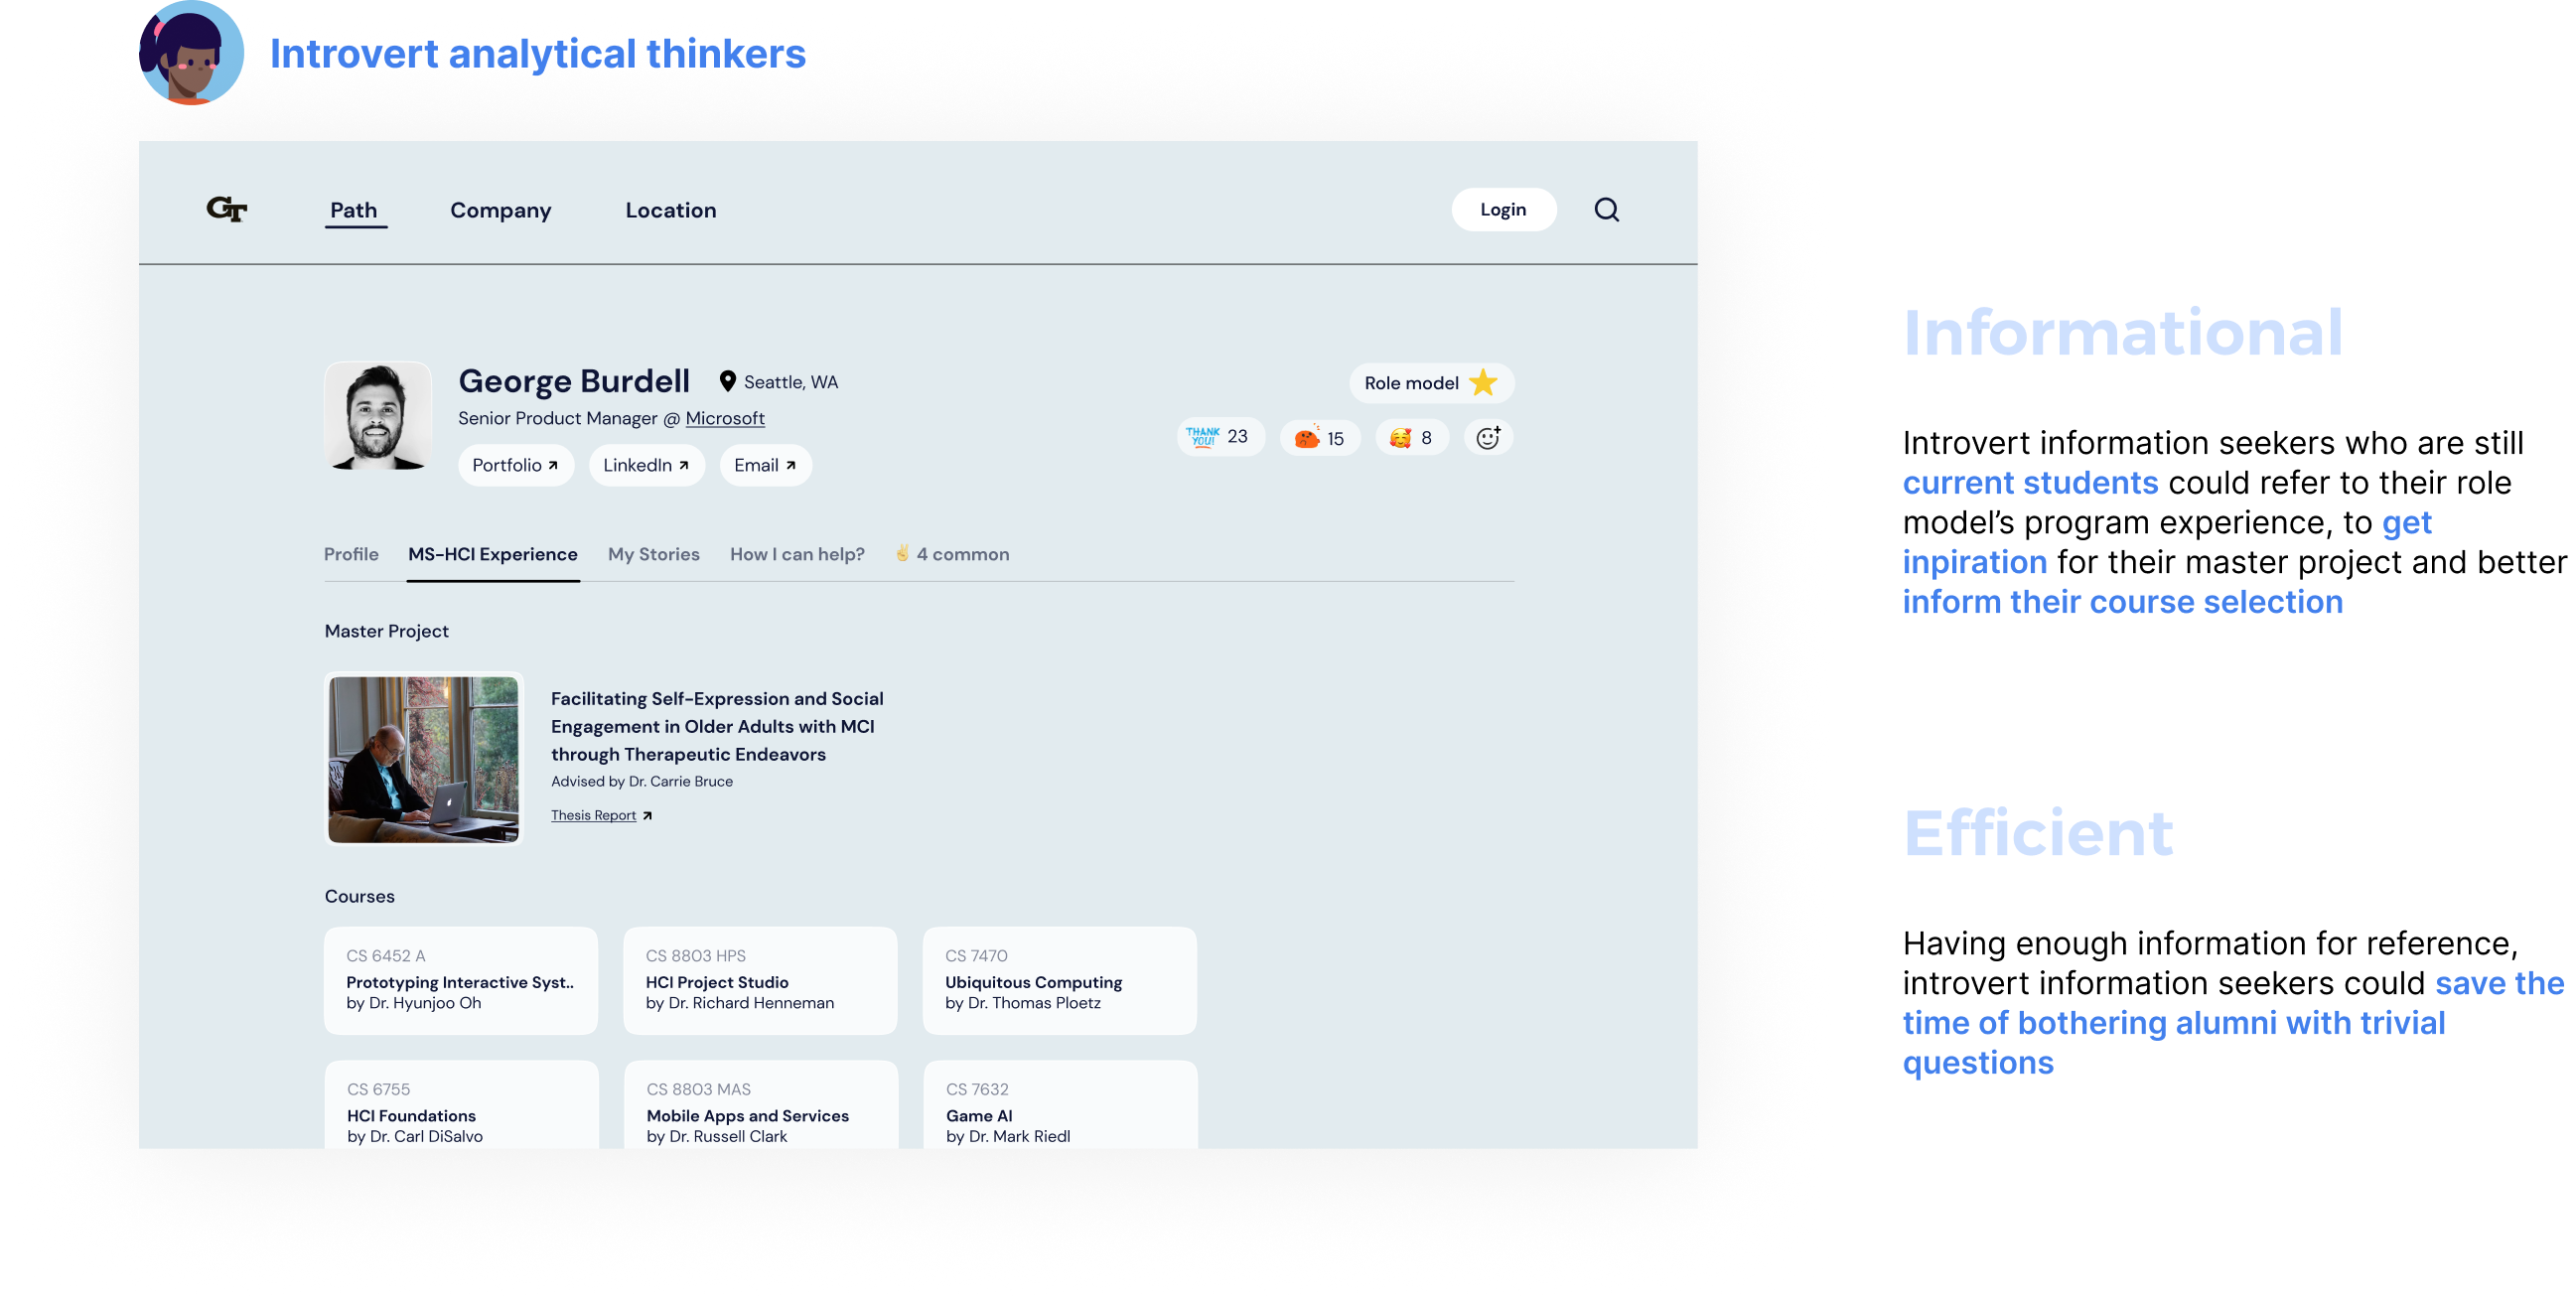 Introvert analytical thinkers
GT
Path
Company
Location
Login
George Burdell
Seattle, WA
Senior Product Manager @ Microsoft
Portfolio
LinkedIn
Email
Role model
THANK YOU!
23
15
8
Profile
MS-HCI Experience
My Stories
How I can help?
4 common
Master Project
Facilitating Self-Expression and Social
Engagement in Older Adults with MCI
through Therapeutic Endeavors
Advised by Dr. Carrie Bruce
Thesis Report
Courses
CS 6452 A
Prototyping Interactive Syst..
by Dr. Hyunjoo Oh
CS 8803 HPS
HCI Project Studio
by Dr. Richard Henneman
CS 7470
Ubiquitous Computing
by Dr. Thomas Ploetz
CS 6755
HCI Foundations
by Dr. Carl DiSalvo
CS 8803 MAS
Mobile Apps and Services
by Dr. Russell Clark
CS 7632
Game AI
by Dr. Mark Riedl
Informational
Introvert information seekers who are still
current students could refer to their role
model’s program experience, to get
inpiration for their master project and better
inform their course selection
Efficient
Having enough information for reference,
introvert information seekers could save the
time of bothering alumni with trivial
questions